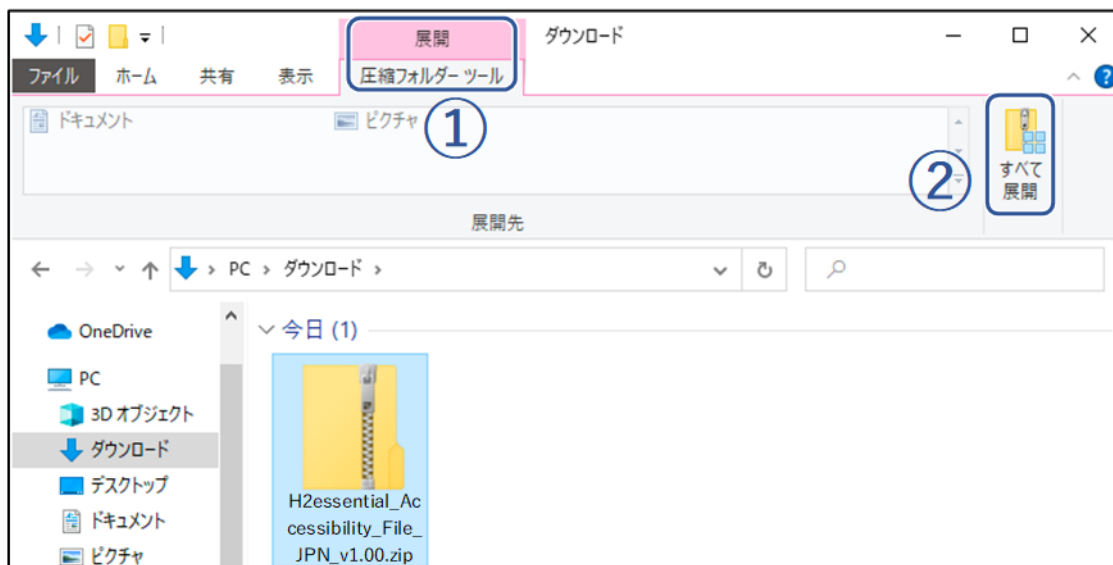 展開
ダウンロード
ファイル ホーム 共有 表示 圧縮フォルダー ツール
?
ドキュメント ピクチャ
①
②
すべて
展開
展開先
PC › ダウンロード ›
OneDrive
PC
3D オブジェクト
ダウンロード
デスクトップ
ドキュメント
ピクチャ
今日 (1)
H2essential_Ac
cessibility_File_
JPN_v1.00.zip